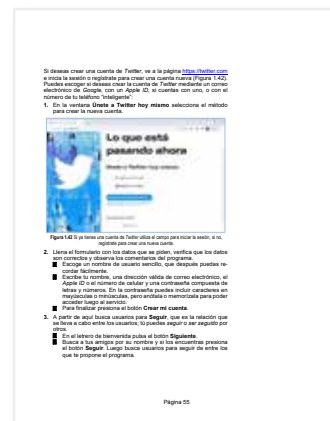 Si deseas crear una cuenta de Twitter, ve a la página https://twitter.com
e inicia la sesión o regístrate para crear una cuenta nueva (Figura 1.42).
Puedes escoger si deseas crear la cuenta de Twitter mediante un correo
electrónico de Google, con un Apple ID, si cuentas con uno, o con el
número de tu teléfono "inteligente":
1. En la ventana Únete a Twitter hoy mismo selecciona el método
para crear la nueva cuenta.
Lo que está
pasando ahora
Únete a Twitter hoy mismo
Figura 1.42 Si ya tienes una cuenta de Twitter utiliza el campo para iniciar la sesión, si no,
regístrate para crear una nueva cuenta.
2. Llena el formulario con los datos que se piden, verifica que los datos
son correctos y observa los comentarios del programa.
Escoge un nombre de usuario sencillo, que después puedas re-
cordar fácilmente.
Escribe tu nombre, una dirección válida de correo electrónico, el
Apple ID o el número de celular y una contraseña compuesta de
letras y números. En la contraseña puedes incluir caracteres en
mayúsculas o minúsculas, pero anótala o memorízala para poder
acceder luego al servicio.
Para finalizar presiona el botón Crear mi cuenta.
3. A partir de aquí busca usuarios para Seguir, que es la relación que
se lleva a cabo entre los usuarios; tú puedes seguir o ser seguido por
otros.
En el letrero de bienvenida pulsa el botón Siguiente.
Busca a tus amigos por su nombre y si los encuentras presiona
el botón Seguir. Luego busca usuarios para seguir de entre los
que te propone el programa.
Página 55